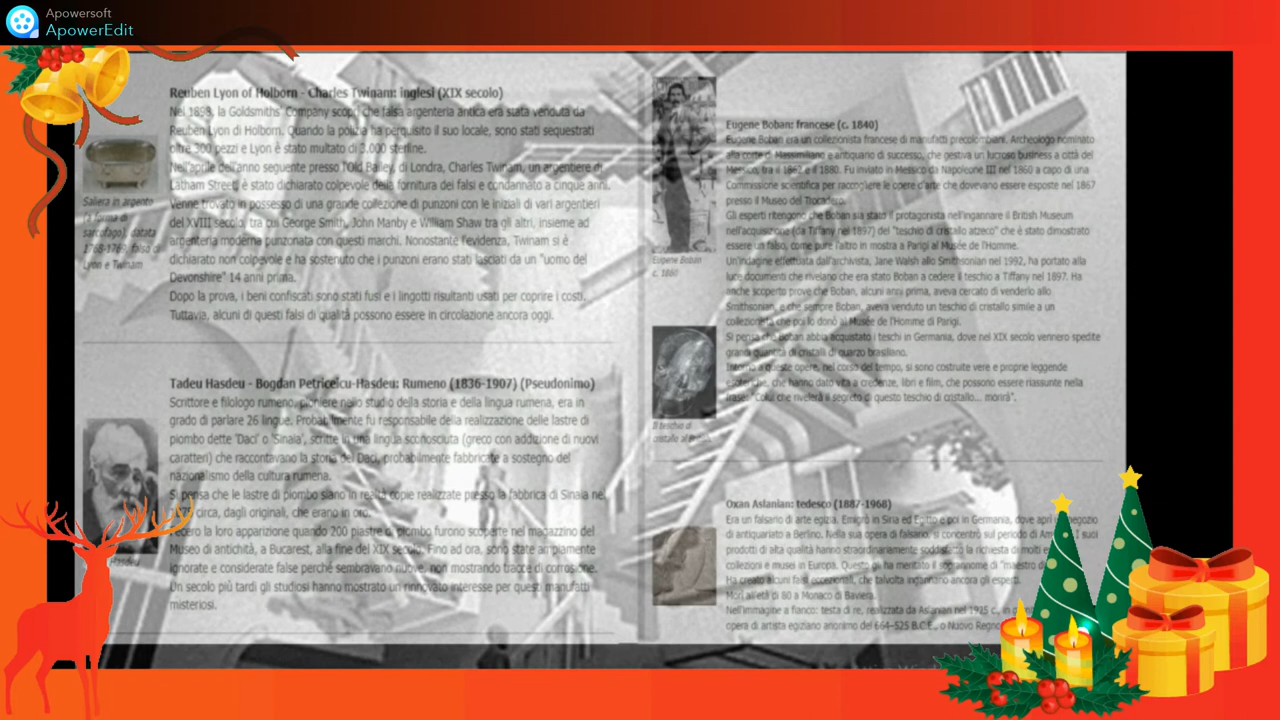 Apowersoft
ApowerEdit
Reuben Lyon of Holborn - Charles Twinam: inglesi (XIX secolo)
Nel 1898, la Goldsmiths' Company scoprì che falsa argenteria antica era stata venduta da
Reuben Lyon di Holborn. Quando la polizia ha perquisito il suo locale, sono stati sequestrati
oltre 300 pezzi e Lyon è stato multato di 3.000 sterline.
Nell'aprile dell'anno seguente presso l'Old Bailey, di Londra, Charles Twinam, un argentiere di
Latham Street, è stato dichiarato colpevole della fornitura dei falsi e condannato a cinque anni.
Venne trovato in possesso di una grande collezione di punzoni con le iniziali di vari argentieri
del XVIII secolo, tra cui George Smith, John Manby e William Shaw tra gli altri, insieme ad
argenteria moderna punzonata con questi marchi. Nonostante l'evidenza, Twinam si è
dichiarato non colpevole e ha sostenuto che i punzoni erano stati lasciati da un "uomo del
Devonshire" 14 anni prima.
Dopo la prova, i beni confiscati sono stati fusi e i lingotti risultanti usati per coprire i costi.
Tuttavia, alcuni di questi falsi di qualità possono essere in circolazione ancora oggi.
Saliera in argento
(a forma di
sarcofago), datata
1768-1769, falso di
Lyon e Twinam
Tadeu Hasdeu - Bogdan Petriceicu-Hasdeu: Rumeno (1836-1907) (Pseudonimo)
Scrittore e filologo rumeno, pioniere nello studio della storia e della lingua rumena, era in
grado di parlare 26 lingue. Probabilmente fu responsabile della realizzazione delle lastre di
piombo dette 'Daci' o 'Sinaia', scritte in una lingua sconosciuta (greco con addizione di nuovi
caratteri) che raccontavano la storia dei Daci, probabilmente fabbricate a sostegno del
nazionalismo della cultura rumena.
Si pensa che le lastre di piombo siano in realtà copie realizzate presso la fabbrica di Sinaia nel
1875 circa, dagli originali, che erano in oro.
Fecero la loro apparizione quando 200 piastre di piombo furono scoperte nel magazzino del
Museo di antichità, a Bucarest, alla fine del XIX secolo. Fino ad ora, sono state ampiamente
ignorate e considerate false perché sembravano nuove, non mostrando tracce di corrosione.
Un secolo più tardi gli studiosi hanno mostrato un rinnovato interesse per questi manufatti
misteriosi.
Hasdeu
Eugene Boban: francese (c. 1840)
Eugene Boban era un collezionista francese di manufatti precolombiani. Archeologo nominato
alla corte di Massimiliano e antiquario di successo, che gestiva un lucroso business a città del
Messico, tra il 1862 e il 1880. Fu inviato in Messico da Napoleone III nel 1860 a capo di una
Commissione scientifica per raccogliere le opere d'arte che dovevano essere esposte nel 1867
presso il Museo del Trocadero.
Gli esperti ritengono che Boban sia stato il protagonista nell'ingannare il British Museum
nell'acquisizione (da Tiffany nel 1897) del "teschio di cristallo atzeco" che è stato dimostrato
essere un falso, come pure l'altro in mostra a Parigi al Musée de l'Homme.
Un'indagine effettuata dall'archivista, Jane Walsh allo Smithsonian nel 1992, ha portato alla
luce documenti che rivelano che era stato Boban a cedere il teschio a Tiffany nel 1897. Ha
anche scoperto prove che Boban, alcuni anni prima, aveva cercato di venderlo allo
Smithsonian, e che sempre Boban, aveva venduto un teschio di cristallo simile a un
collezionista che poi lo donò al Musée de l'Homme di Parigi.
Si pensa che Boban abbia acquistato i teschi in Germania, dove nel XIX secolo vennero spedite
grandi quantità di cristalli di quarzo brasiliano.
Intorno a queste opere, nel corso del tempo, si sono costruite vere e proprie leggende
esoteriche, che hanno dato vita a credenze, libri e film, che possono essere riassunte nella
frase: "Colui che rivelerà il segreto di questo teschio di cristallo... morirà".
Eugene Boban
c. 1860
Il teschio di
cristallo al
Oxan Aslanian: tedesco (1887-1968)
Era un falsario di arte egizia. Emigrò in Siria ed Egitto e poi in Germania, dove aprì un negozio
di antiquariato a Berlino. Nella sua opera di falsario, si concentrò sul periodo di I suoi
prodotti di alta qualità hanno straordinariamente soddisfatto la richiesta di molti
collezioni e musei in Europa. Questo gli ha meritato il soprannome di "maestro di
Ha creato alcuni falsi eccezionali, che talvolta ingannano ancora gli esperti.
Morì all'età di 80 a Monaco di Baviera.
Nell'immagine a fianco: testa di re, realizzata da Aslanian nel 1925 c., in
opera di artista egiziano anonimo del 664–525 B.C.E., o Nuovo Regno